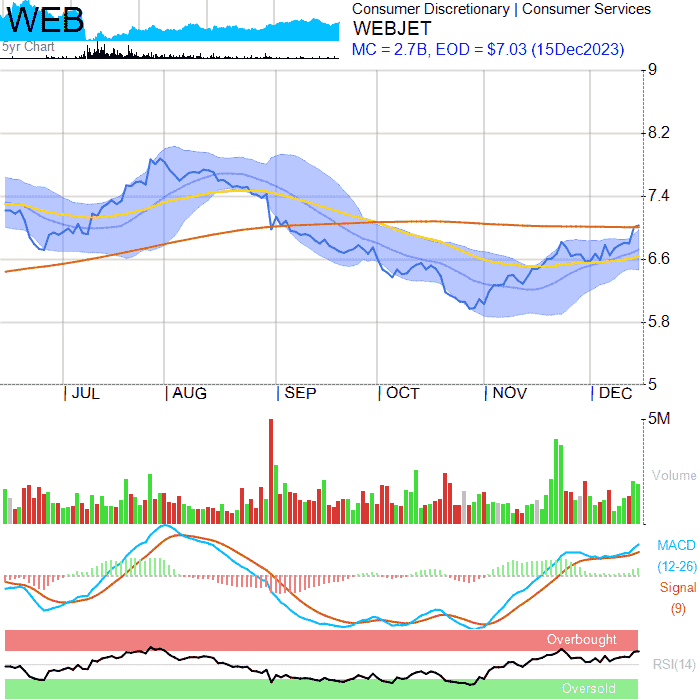 WEB
5yr Chart
Consumer Discretionary | Consumer Services
WEBJET
MC = 2.7B, EOD = $7.03 (15Dec2023)
9
8.2
7.4
6.6
5.8
5
JUL AUG SEP OCT NOV DEC
5M
Volume
MACD
(12-26)
Signal
(9)
Overbought
RSI(14)
Oversold